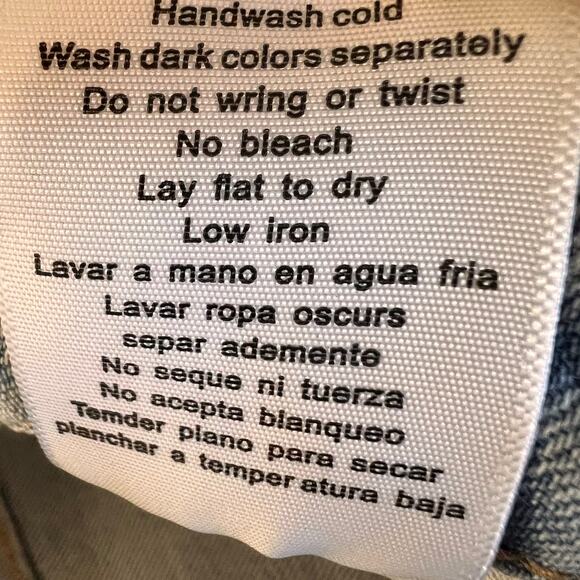 Handwash cold
Wash dark colors separately
Do not wring or twist
No bleach
Lay flat to dry
Low iron
Lavar a mano en agua fria
Lavar ropa oscurs
separ ademente
No seque ni tuerza
No acepta blanqueo
Temder plano para secar
planchar a temper atura baja